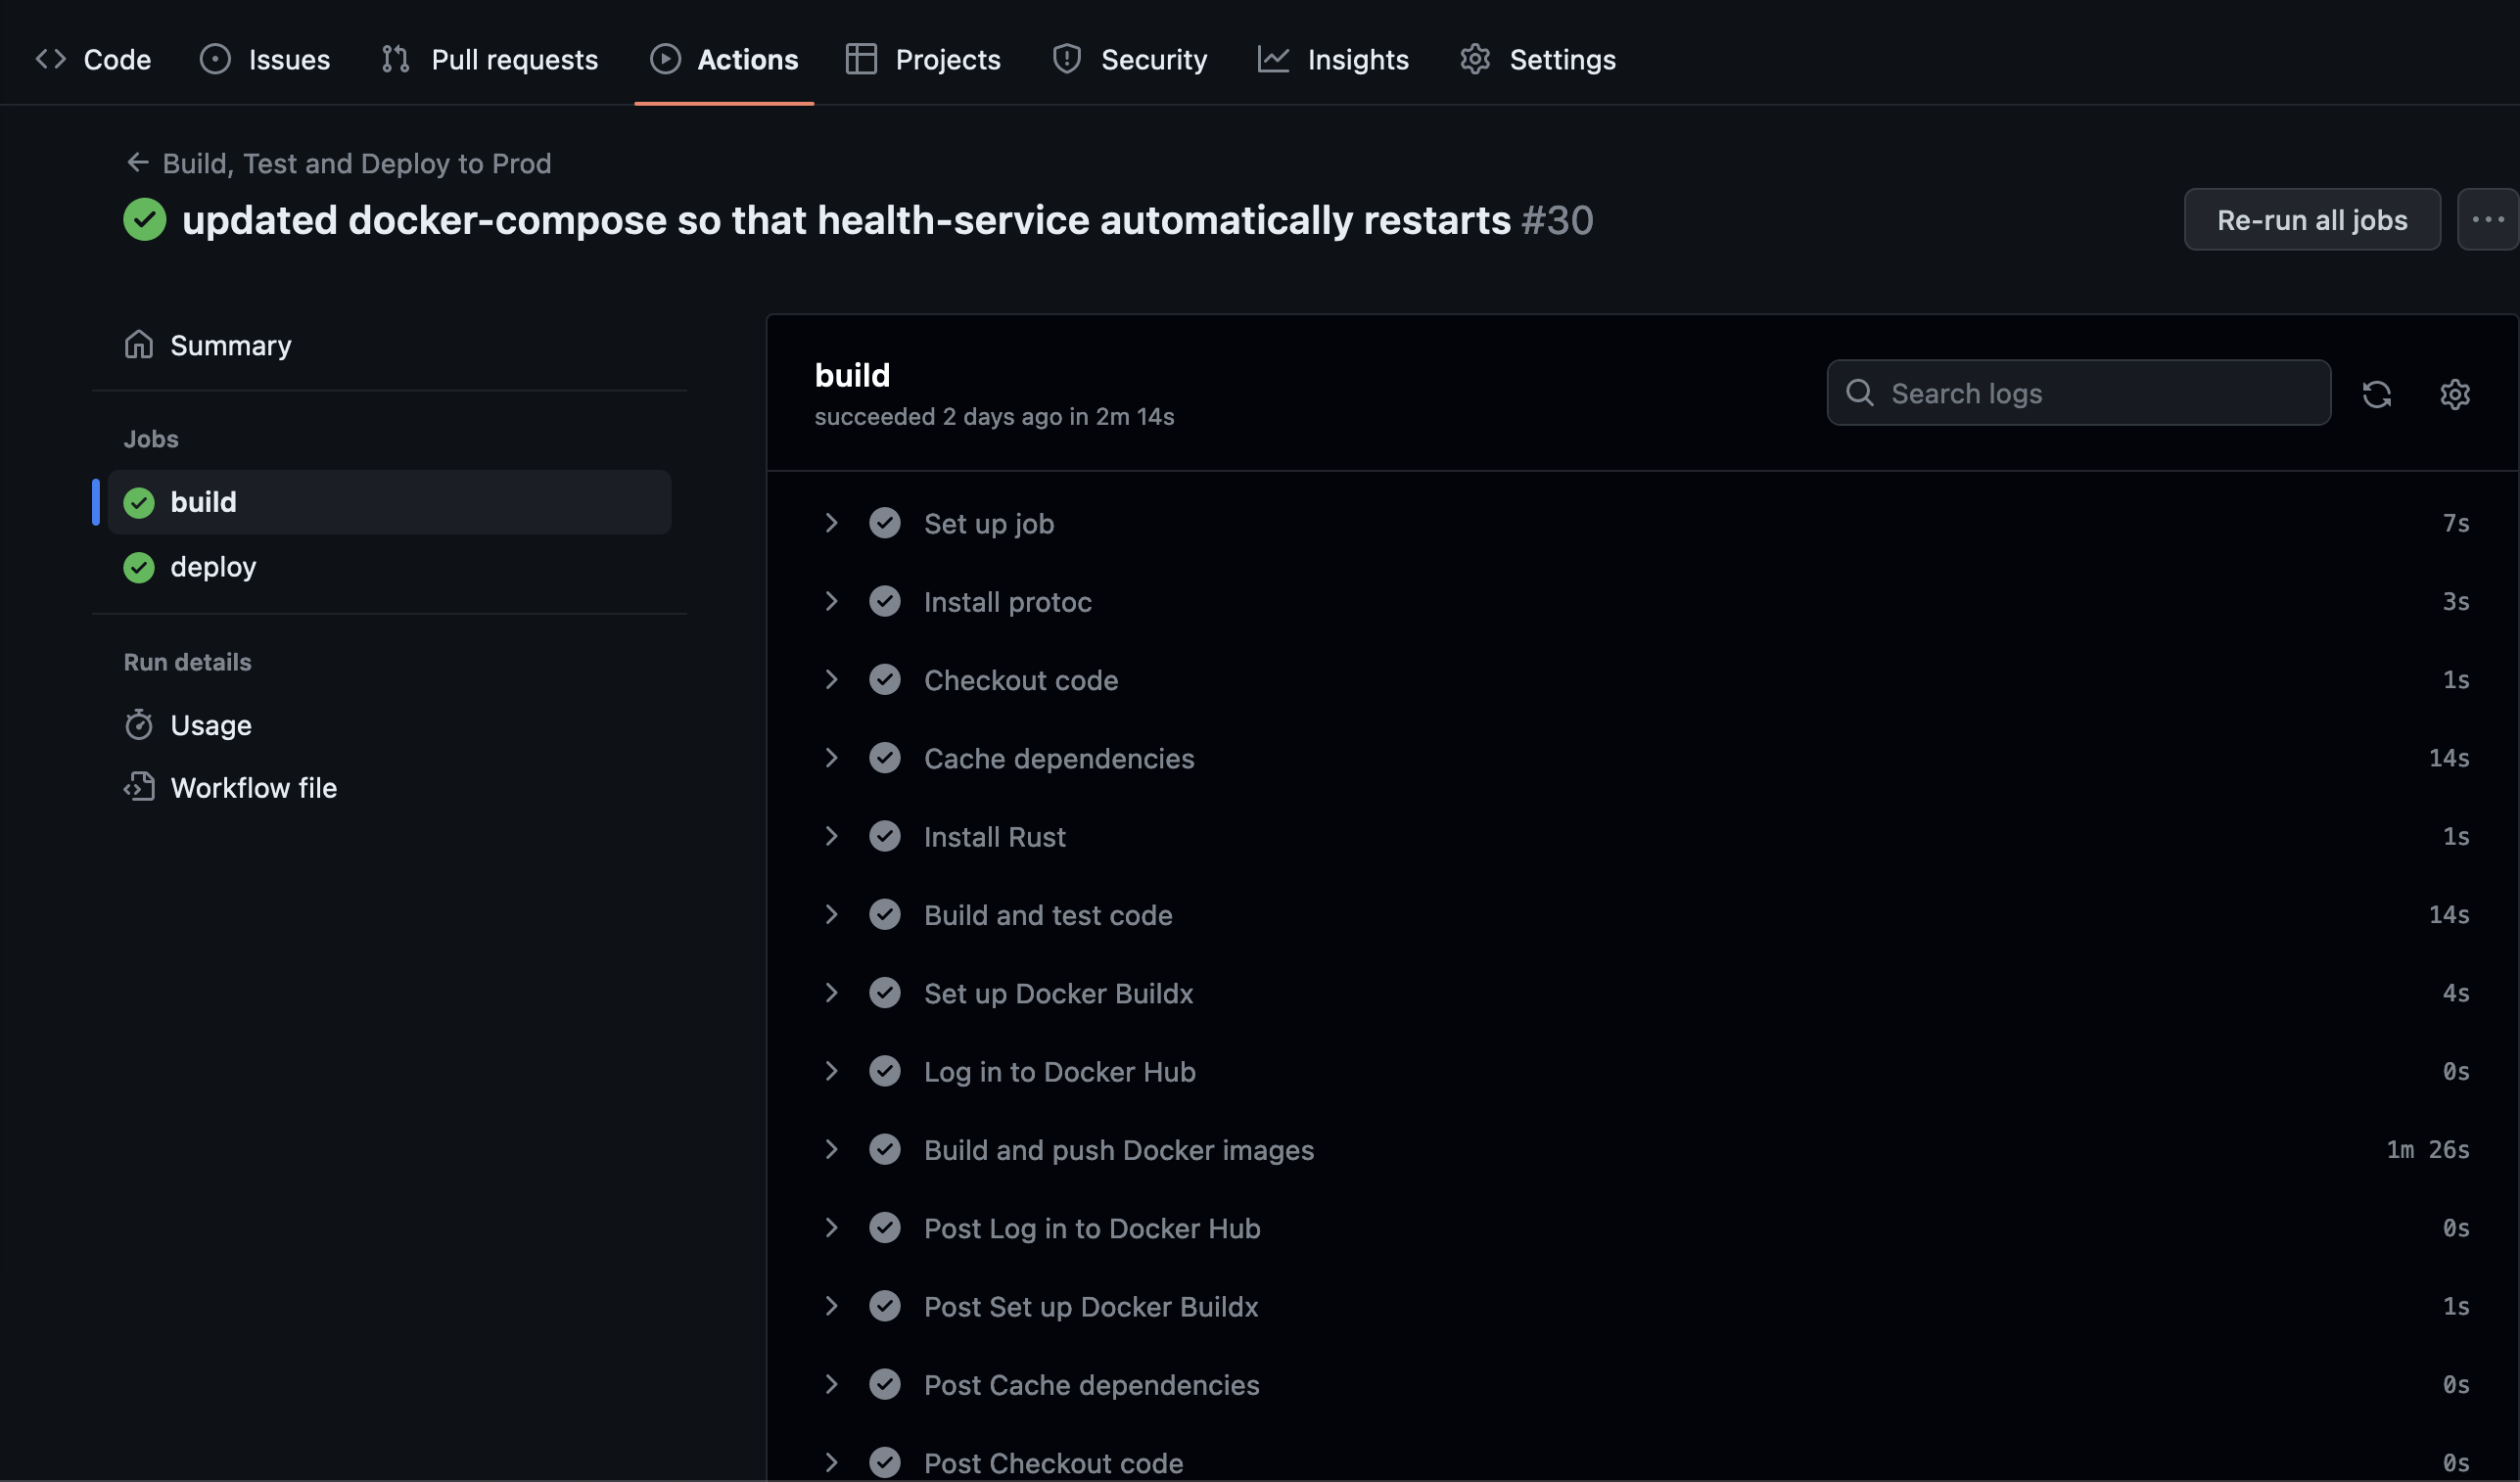 Code Issues Pull requests Actions Projects Security Insights Settings
Build, Test and Deploy to Prod
updated docker-compose so that health-service automatically restarts #30
Re-run all jobs
Summary
Jobs
build
deploy
Run details
Usage
Workflow file
build
succeeded 2 days ago in 2m 14s
Search logs
Set up job 7s
Install protoc 3s
Checkout code 1s
Cache dependencies 14s
Install Rust 1s
Build and test code 14s
Set up Docker Buildx 4s
Log in to Docker Hub 0s
Build and push Docker images 1m 26s
Post Log in to Docker Hub 0s
Post Set up Docker Buildx 1s
Post Cache dependencies 0s
Post Checkout code 0s